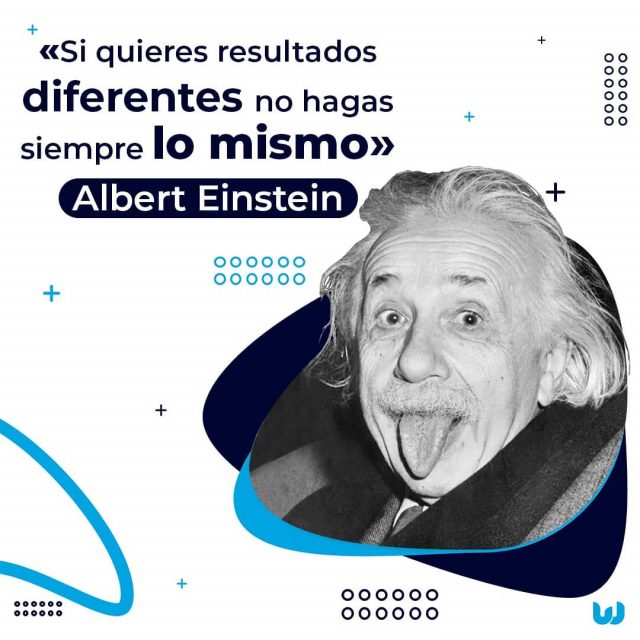 «Si quieres resultados
diferentes no hagas
siempre lo mismo»
Albert Einstein